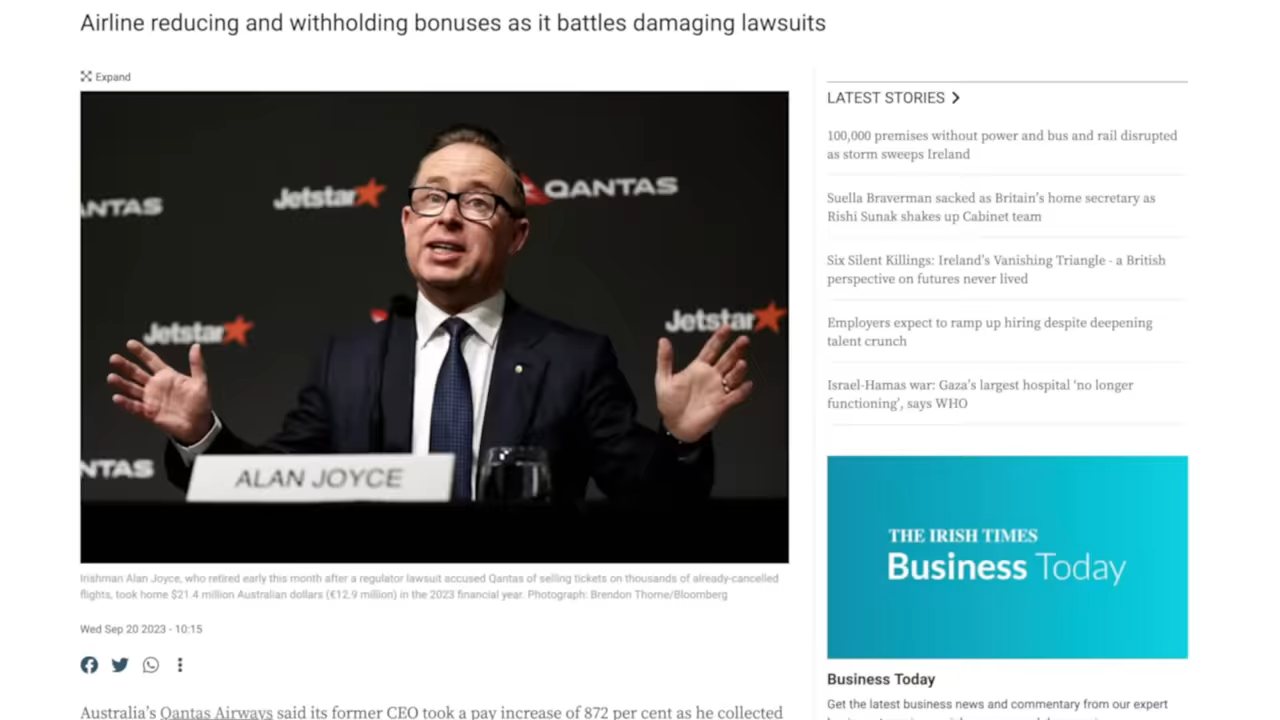 Airline reducing and withholding bonuses as it battles damaging lawsuits
Expand
NTAS
Jetstar
QANTAS
Jetstar
Jetstar
NTAS
ALAN JOYCE
Irishman Alan Joyce, who retired early this month after a regulator lawsuit accused Qantas of selling tickets on thousands of already-cancelled
flights, took home $21.4 million Australian dollars (€12.9 million) in the 2023 financial year. Photograph: Brendon Thorne/Bloomberg
Wed Sep 20 2023 - 10:15
Australia's Qantas Airways said its former CEO took a pay increase of 872 per cent as he collected
LATEST STORIES
100,000 premises without power and bus and rail disrupted
as storm sweeps Ireland
Suella Braverman sacked as Britain's home secretary as
Rishi Sunak shakes up Cabinet team
Six Silent Killings: Ireland's Vanishing Triangle - a British
perspective on futures never lived
Employers expect to ramp up hiring despite deepening
talent crunch
Israel-Hamas war: Gaza's largest hospital 'no longer
functioning', says WHO
THE IRISH TIMES
Business Today
Business Today
Get the latest business news and commentary from our expert